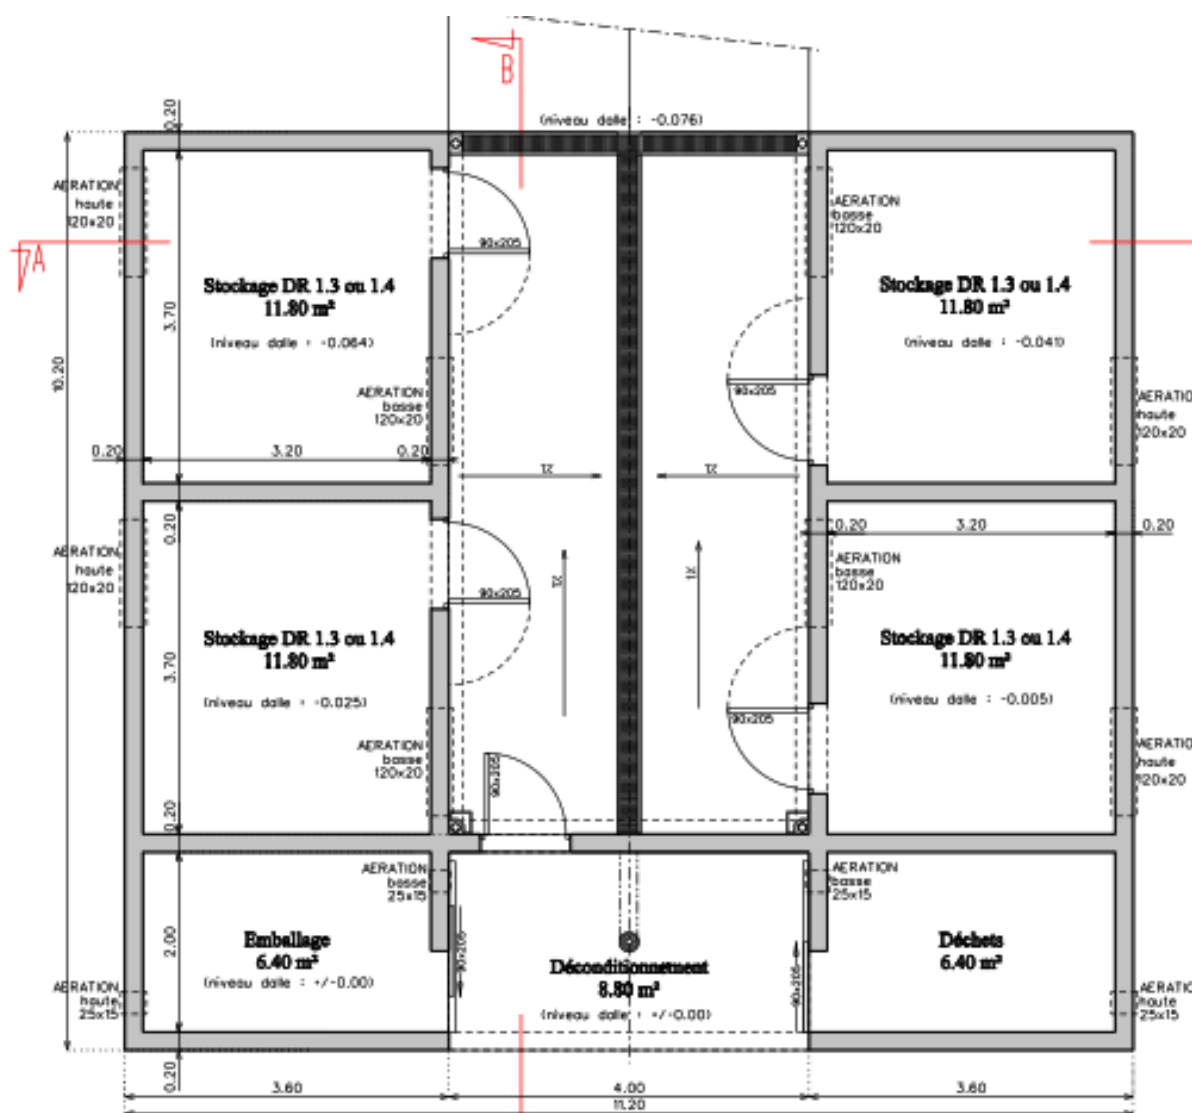 B
(niveau dalle : -0.076)
0.20
AERATION
haute
120x20
A
90x205
AERATION
basse
120x20
Stockage DR 1.3 ou 1.4
11.80 m²
(niveau dalle : -0.064)
Stockage DR 1.3 ou 1.4
11.80 m²
(niveau dalle : -0.041)
3.70
10.20
AERATION
basse
120x20
90x205
AERATIO
haute
120x20
0.20
3.20
0.20
1%
1%
0.20
AERATION
haute
120x20
0.20
3.20
0.20
AERATION
basse
120x20
90x205
1%
1%
Stockage DR 1.3 ou 1.4
11.80 m²
(niveau dalle : -0.025)
Stockage DR 1.3 ou 1.4
11.80 m²
(niveau dalle : -0.005)
3.70
90x205
AERATION
basse
120x20
AERATIO
haute
120x20
90x205
0.20
AERATION
basse
25x15
AERATION
basse
25x15
2.00
Emballage
6.40 m²
(niveau dalle : +/-0.00)
90x205
Déconditionnement
8.80 m²
(niveau dalle : +/-0.00)
90x205
Déchets
6.40 m²
AERATION
haute
25x15
AERATIO
haute
25x15
0.20
3.60
4.00
3.60
11.20